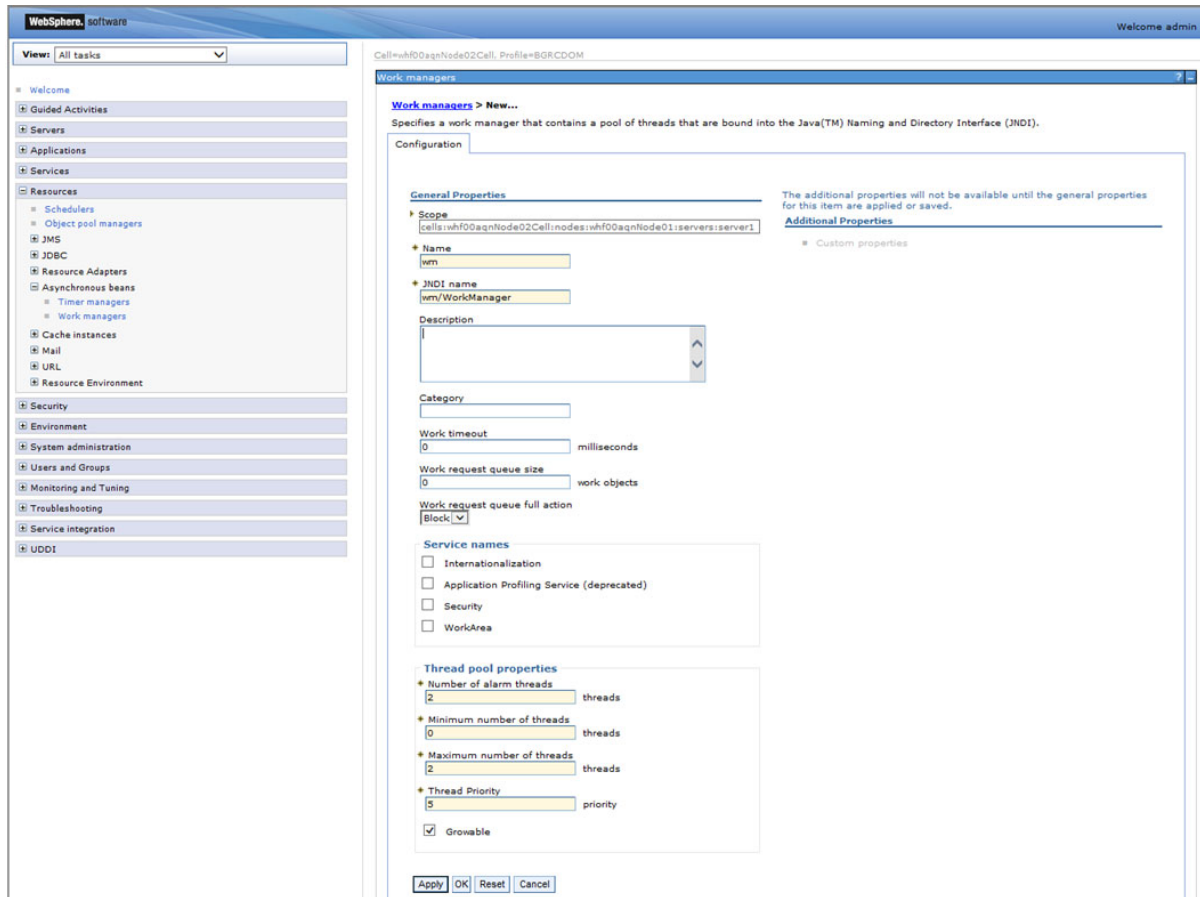 WebSphere. software
Welcome admin
View: All tasks
Welcome
Guided Activities
Servers
Applications
Services
Resources
Schedulers
Object pool managers
JMS
JDBC
Resource Adapters
Asynchronous beans
Timer managers
Work managers
Cache instances
Mail
URL
Resource Environment
Security
Environment
System administration
Users and Groups
Monitoring and Tuning
Troubleshooting
Service integration
UDDI
Cell=whf00aqnNode02Cell, Profile=BGRCDOM
Work managers ? _
Work managers > New...
Specifies a work manager that contains a pool of threads that are bound into the Java(TM) Naming and Directory Interface (JNDI).
Configuration
General Properties
Scope
cells:whf00aqnNode02Cell:nodes:whf00aqnNode01:servers:server1
Name
wm
JNDI name
wm/WorkManager
Description
Category
Work timeout
0 milliseconds
Work request queue size
0 work objects
Work request queue full action
Block
Service names
Internationalization
Application Profiling Service (deprecated)
Security
WorkArea
Thread pool properties
Number of alarm threads
2 threads
Minimum number of threads
0 threads
Maximum number of threads
2 threads
Thread Priority
5 priority
Growable
Apply OK Reset Cancel
The additional properties will not be available until the general properties
for this item are applied or saved.
Additional Properties
Custom properties